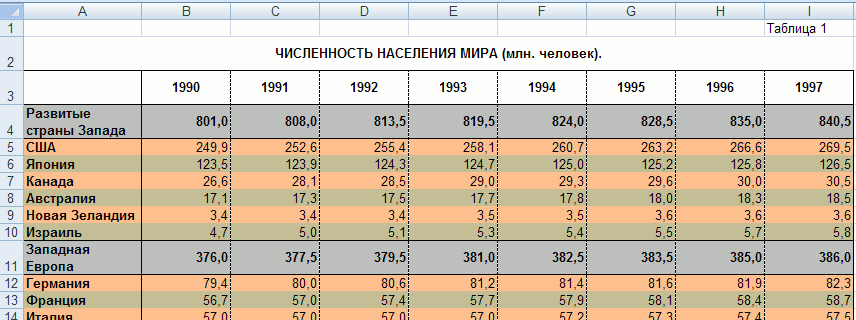 A B C D E F G H I
1 Таблица 1
2 ЧИСЛЕННОСТЬ НАСЕЛЕНИЯ МИРА (млн. человек).
3 1990 1991 1992 1993 1994 1995 1996 1997
Развитые
4 страны Запада 801,0 808,0 813,5 819,5 824,0 828,5 835,0 840,5
5 США 249,9 252,6 255,4 258,1 260,7 263,2 266,6 269,5
6 Япония 123,5 123,9 124,3 124,7 125,0 125,2 125,8 126,5
7 Канада 26,6 28,1 28,5 29,0 29,3 29,6 30,0 30,5
8 Австралия 17,1 17,3 17,5 17,7 17,8 18,0 18,3 18,5
9 Новая Зеландия 3,4 3,4 3,4 3,5 3,5 3,6 3,6 3,6
10 Израиль 4,7 5,0 5,1 5,3 5,4 5,5 5,7 5,8
Западная
11 Европа 376,0 377,5 379,5 381,0 382,5 383,5 385,0 386,0
12 Германия 79,4 80,0 80,6 81,2 81,4 81,6 81,9 82,3
13 Франция 56,7 57,0 57,4 57,7 57,9 58,1 58,4 58,7
14 Италия 57,0 57,0 57,0 57,0 57,2 57,3 57,4 57,5